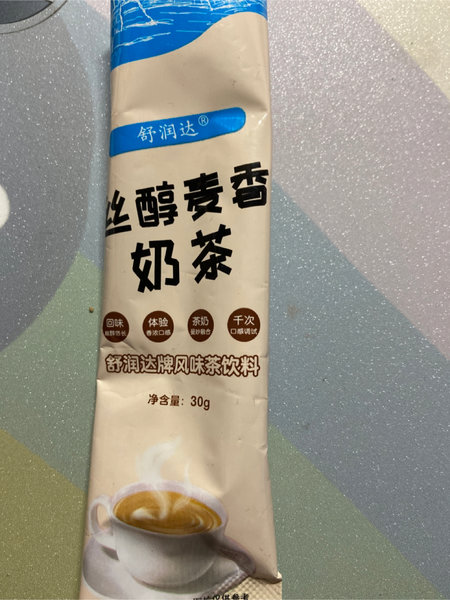 舒润达®
丝醇麦香
奶茶
回味 体验 茶奶 千次
香浓口感 口感调试
舒润达牌风味茶饮料
净含量: 30g